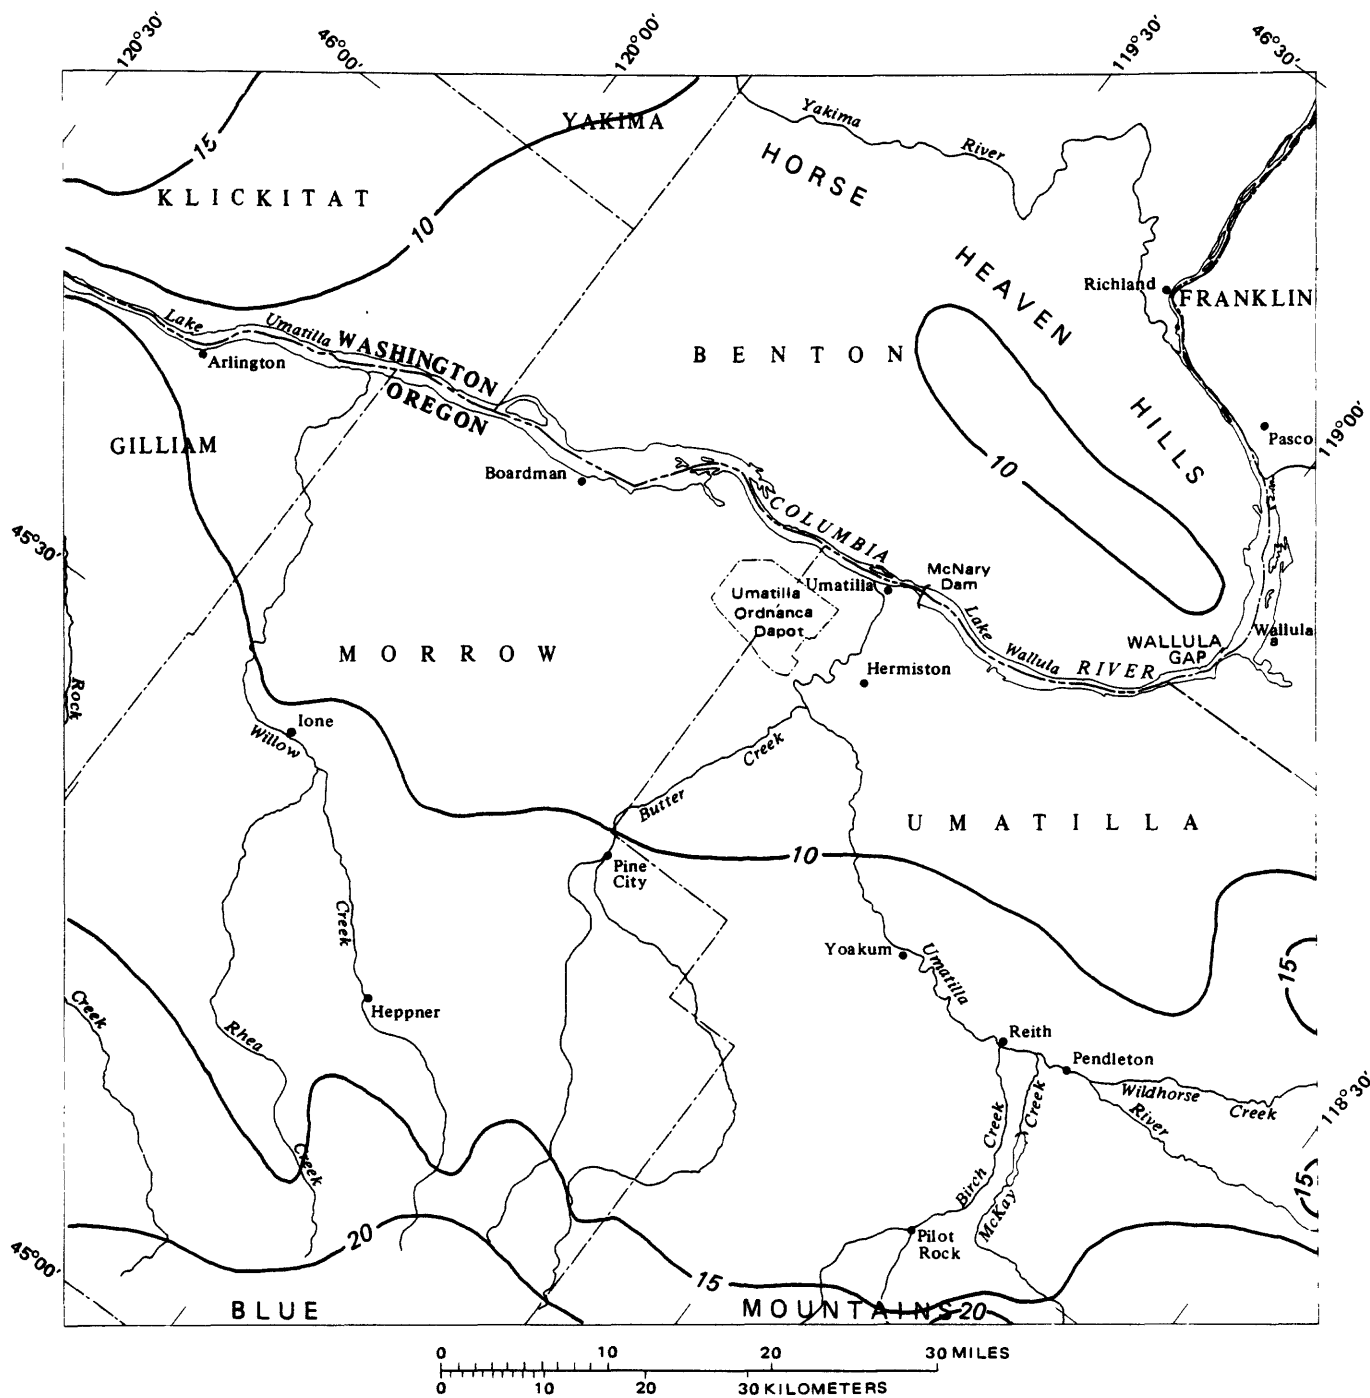 120°30'
46°00'
120°00'
119°30'
46°30'
YAKIMA
Yakima
River
15
KLICKITAT
HORSE
10
HEAVEN
Richland
FRANKLIN
Lake
Umatilla
WASHINGTON
Arlington
OREGON
BENTON
HILLS
119°00'
Pasco
GILLIAM
Boardman
10
COLUMBIA
45°30'
McNary
Dam
Umatilla
Umatilla
Ordnanca
Dapot
Lake
Wallula
RIVER
WALLULA
GAP
Wallula
MORROW
Hermiston
Rock
Ione
Willow
Creek
Butter
UMATILLA
10
Pine
City
Creek
Yoakum
Umatilla
15
Creek
Heppner
Rhea
Reith
Pendleton
Wildhorse
Creek
River
118°30'
Creek
Creek
Creek
Birch
McKay
15
20
Pilot
Rock
45°00'
15
BLUE
MOUNTAINS
20
0 10 20 30 MILES
0 10 20 30 KILOMETERS